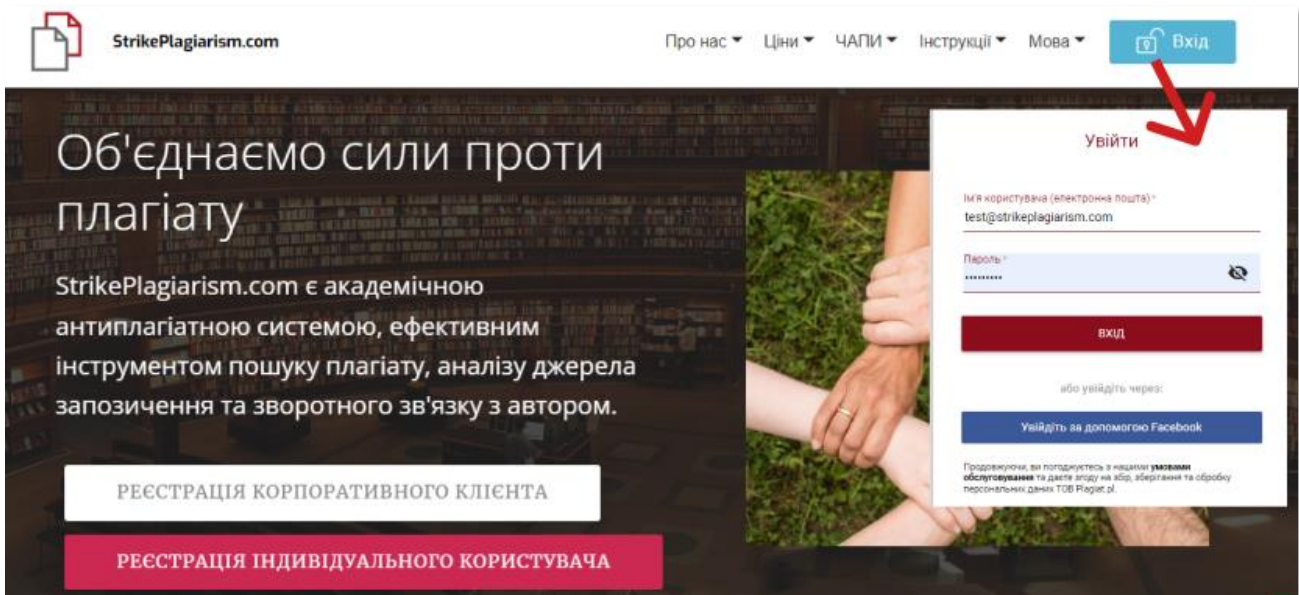 StrikePlagiarism.com
Про нас
Ціни
ЧАПИ
Інструкції
Мова
Вхід
Об'єднаємо сили проти
плагіату
StrikePlagiarism.com є академічною
антиплагіатною системою, ефективним
інструментом пошуку плагіату, аналізу джерела
запозичення та зворотного зв'язку з автором.
РЕЄСТРАЦІЯ КОРПОРАТИВНОГО КЛІЄНТА
РЕЄСТРАЦІЯ ІНДИВІДУАЛЬНОГО КОРИСТУВАЧА
Увійти
Ім'я користувача (електронна пошта) *
test@strikeplagiarism.com
Пароль *
•••••••••
ВХІД
або увійдіть через:
Увійдіть за допомогою Facebook
Продовжуючи, ви погоджуєтесь з нашими умовами
обслуговування та даєте згоду на збір, зберігання та обробку
персональних даних ТОВ Plagiat.pl.